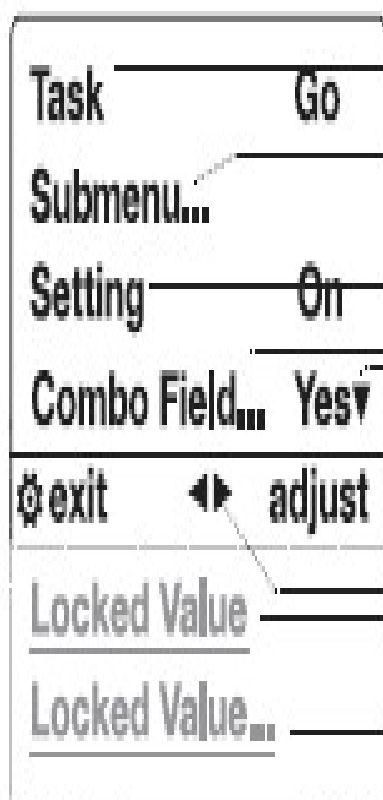 Task Go
Submenu...
Setting On
Combo Field... Yes▼
⚙ exit ◀▶ adjust
Locked Value
Locked Value...